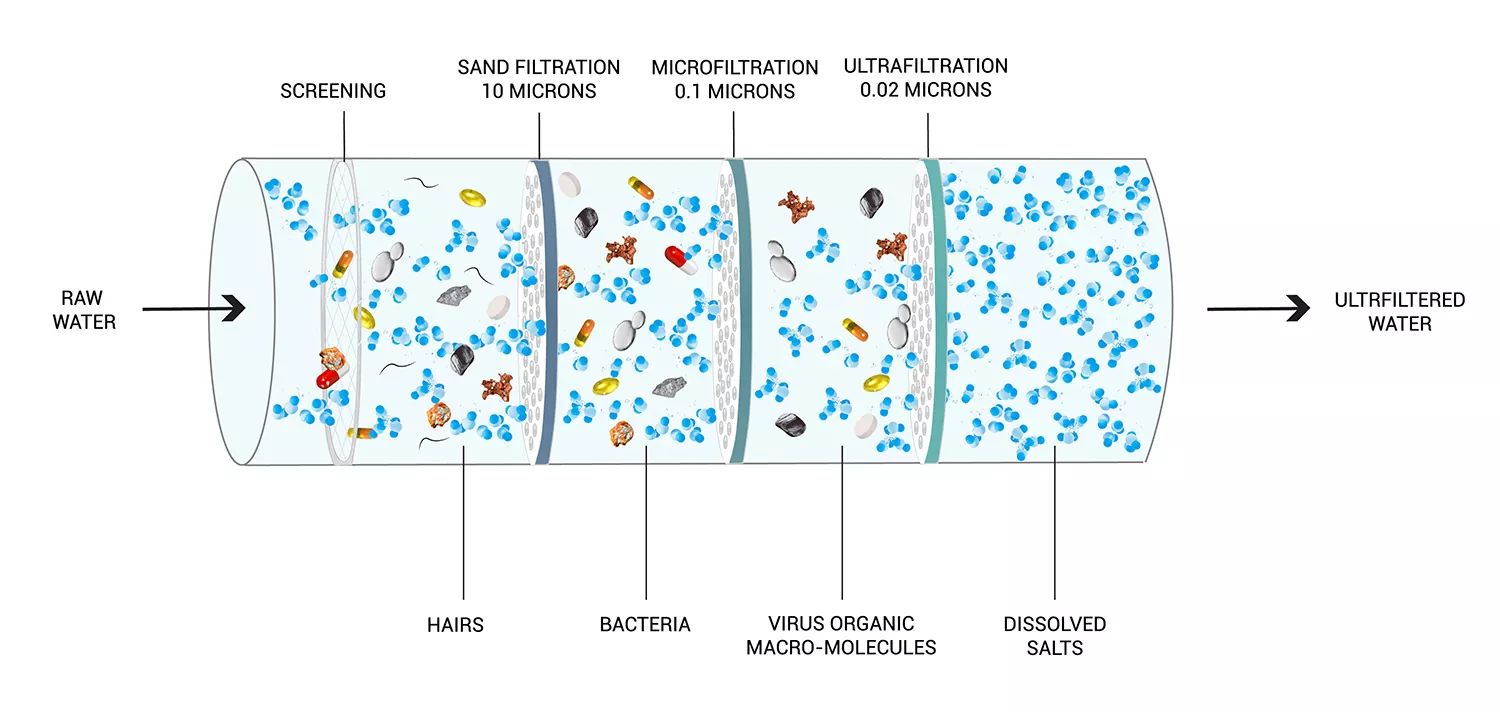 SCREENING
SAND FILTRATION
10 MICRONS
MICROFILTRATION
0.1 MICRONS
ULTRAFILTRATION
0.02 MICRONS
RAW
WATER
ULTRFILTERED
WATER
HAIRS
BACTERIA
VIRUS ORGANIC
MACRO-MOLECULES
DISSOLVED
SALTS